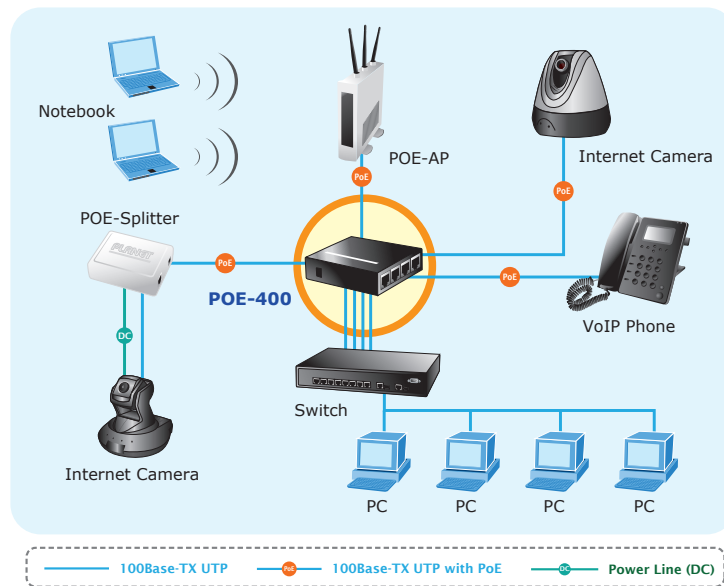 Notebook
POE-AP
Internet Camera
PoE
PoE
POE-Splitter
PLANET
PoE
POE-400
PoE
VoIP Phone
DC
Switch
Internet Camera
PC
PC
PC
PC
100Base-TX UTP
PoE
100Base-TX UTP with PoE
DC
Power Line (DC)